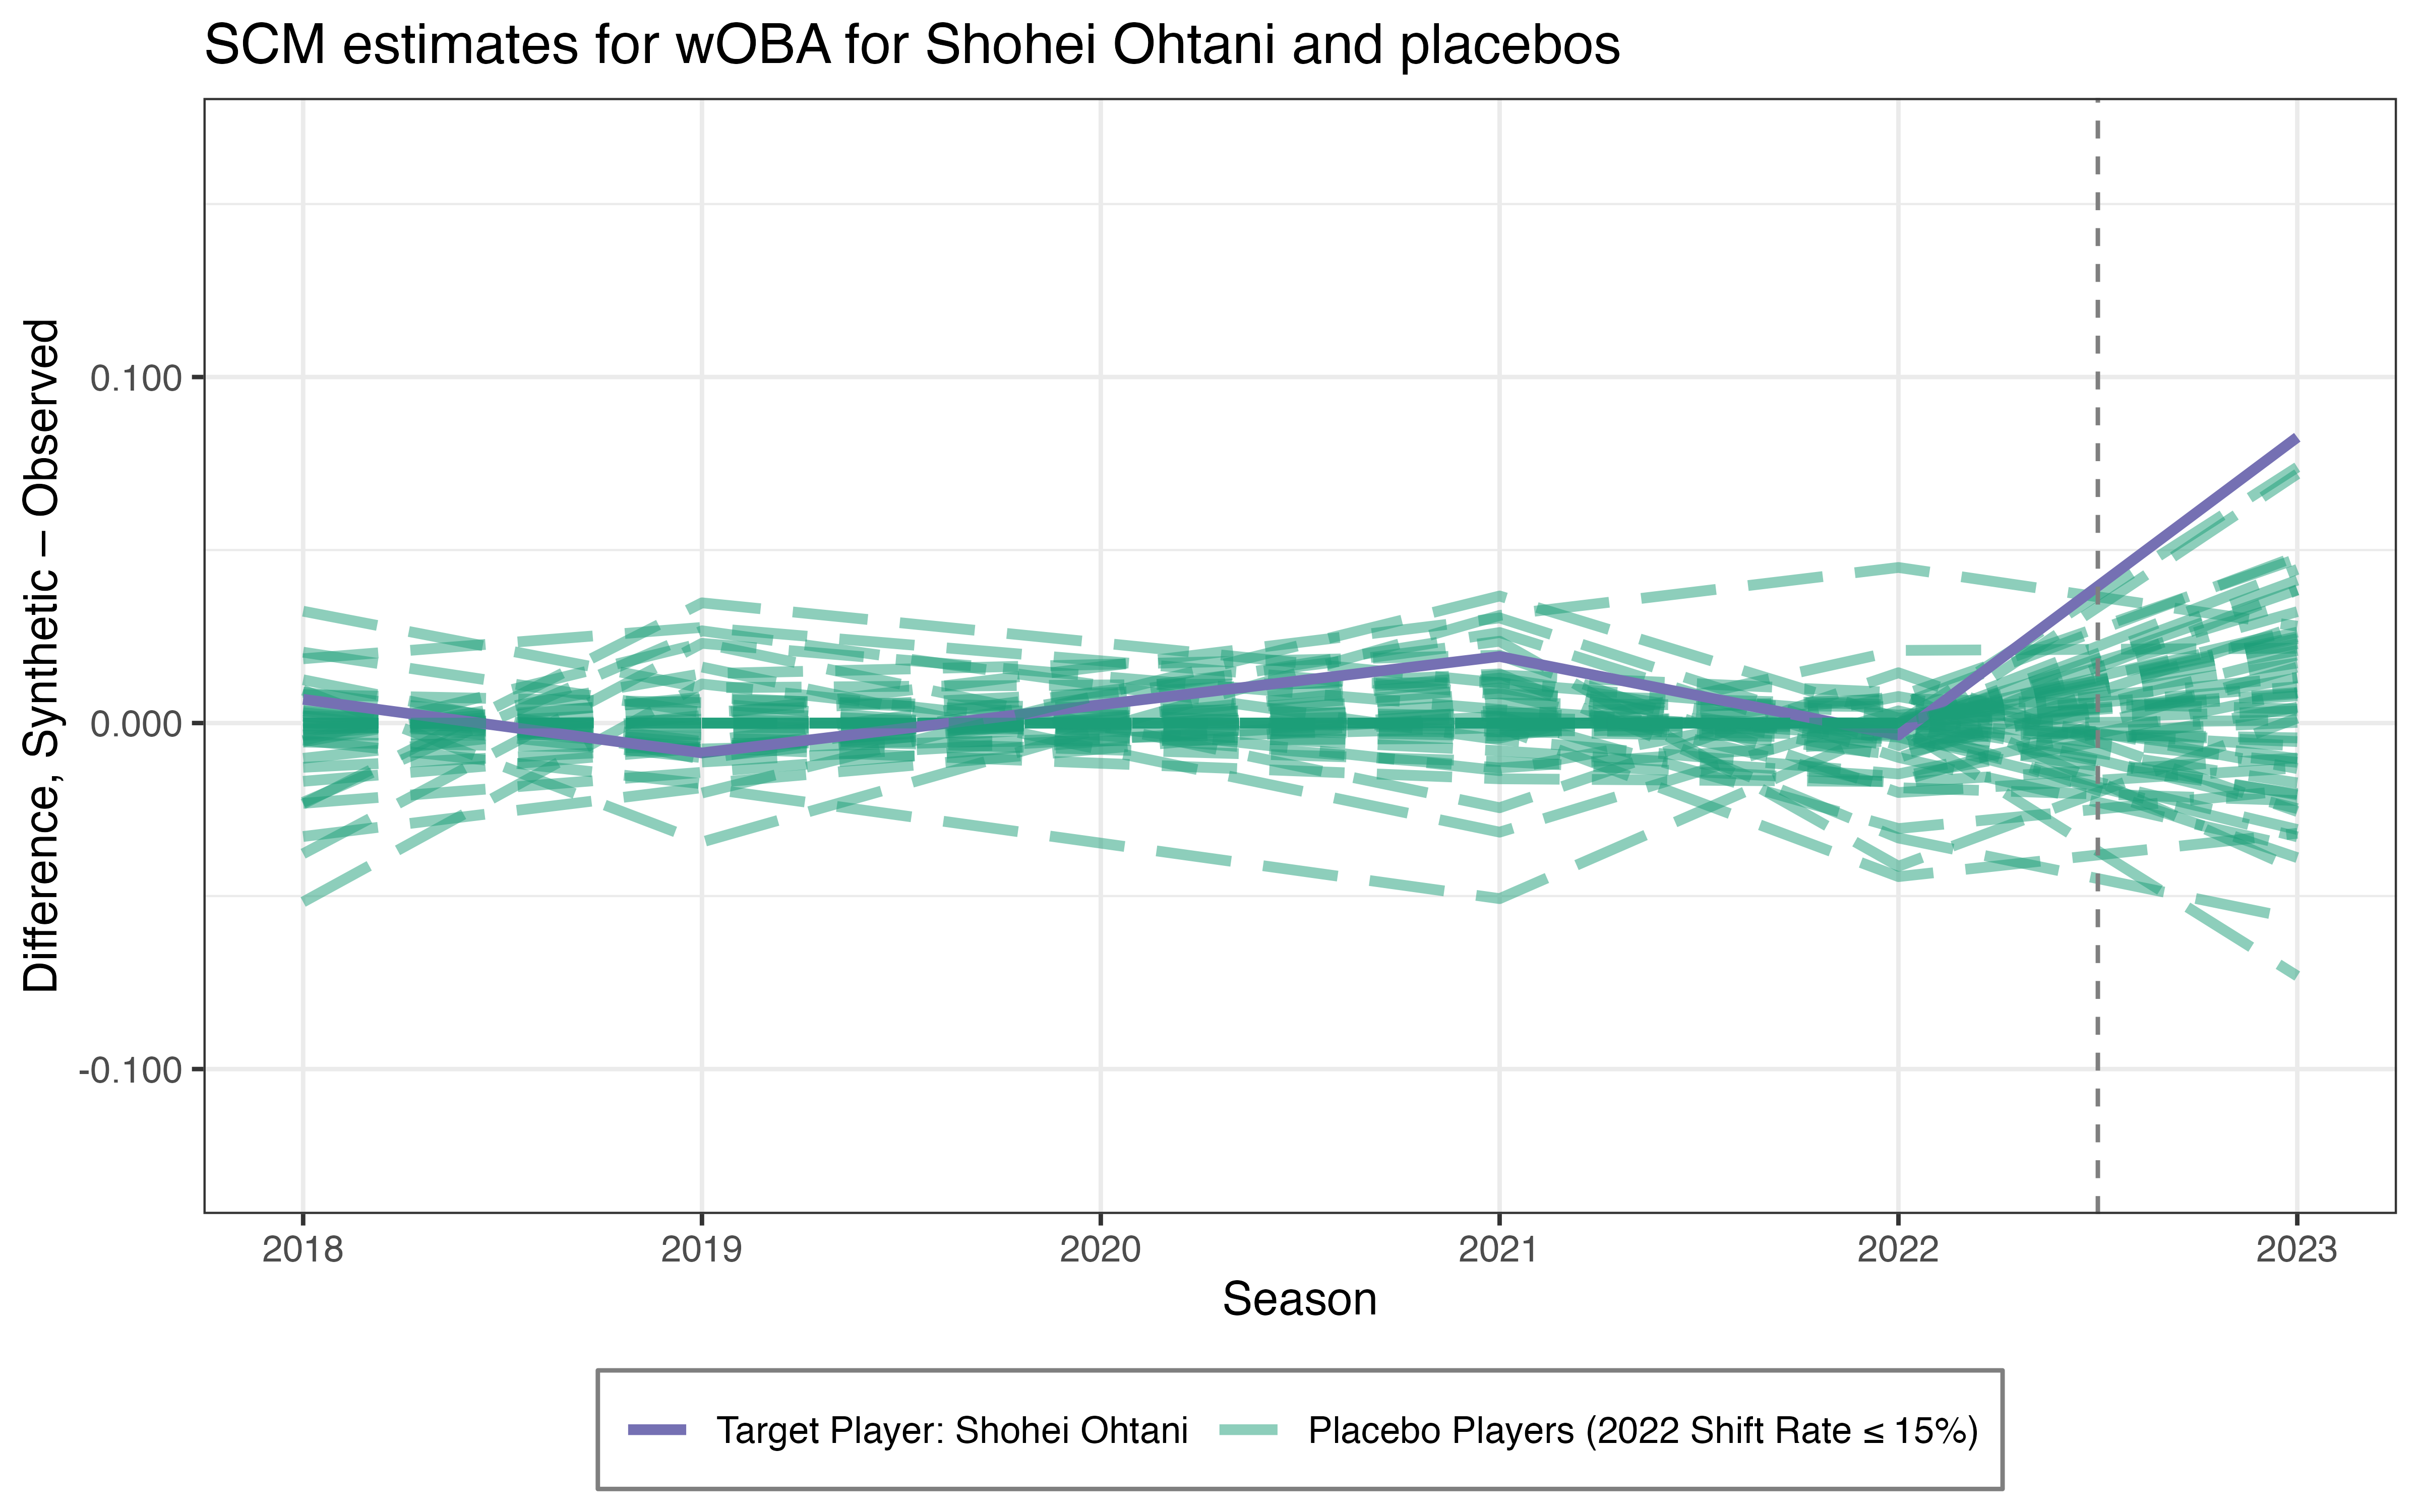 SCM estimates for wOBA for Shohei Ohtani and placebos
Difference, Synthetic − Observed
0.100
0.000
-0.100
2018 2019 2020 2021 2022 2023
Season
Target Player: Shohei Ohtani Placebo Players (2022 Shift Rate ≤ 15%)